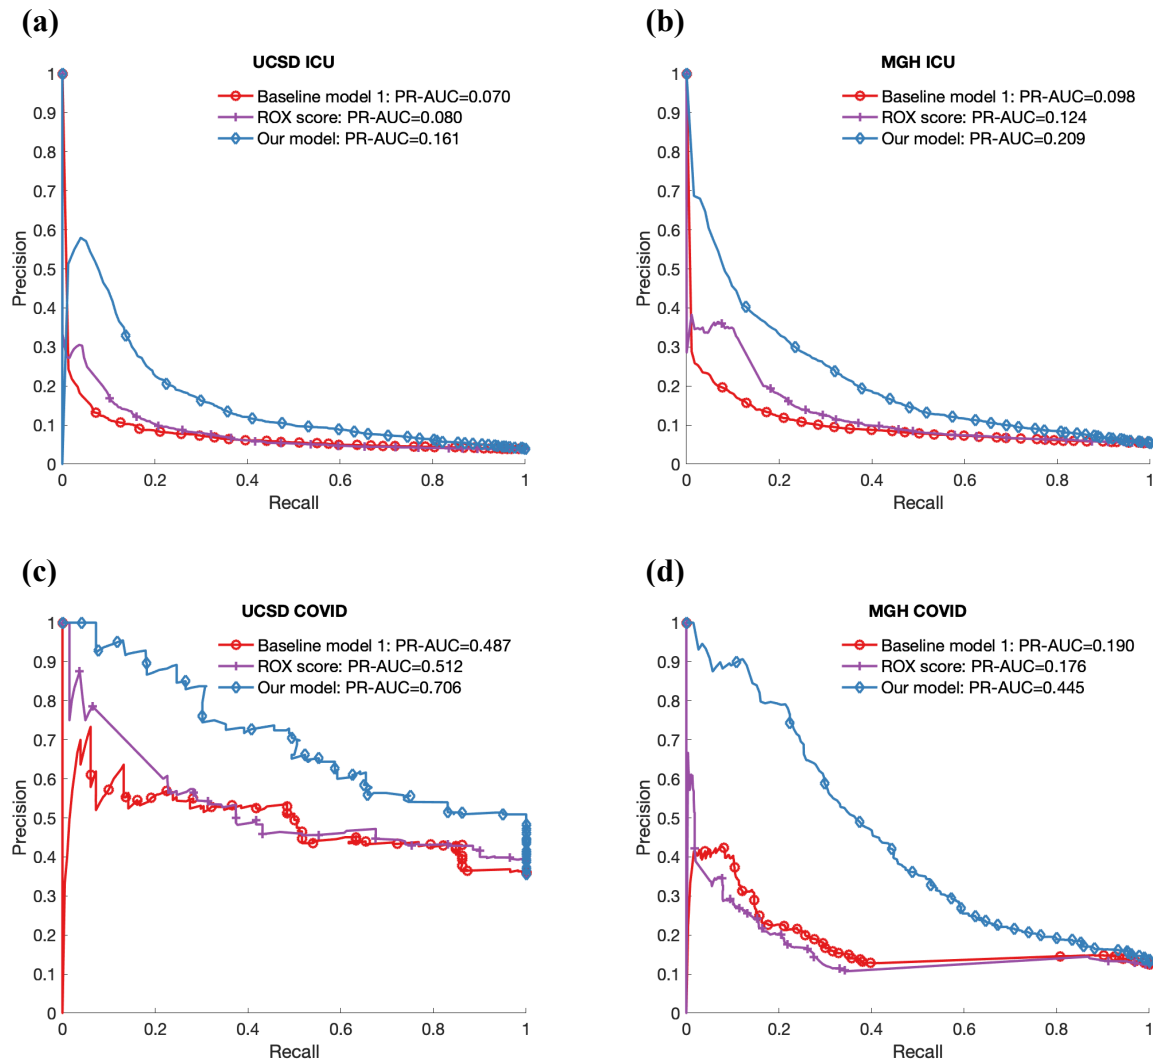 (a)
UCSD ICU
Baseline model 1: PR-AUC=0.070
ROX score: PR-AUC=0.080
Our model: PR-AUC=0.161
1
0.9
0.8
0.7
0.6
0.5
0.4
0.3
0.2
0.1
0
Precision
0 0.2 0.4 0.6 0.8 1
Recall
(b)
MGH ICU
Baseline model 1: PR-AUC=0.098
ROX score: PR-AUC=0.124
Our model: PR-AUC=0.209
1
0.9
0.8
0.7
0.6
0.5
0.4
0.3
0.2
0.1
0
Precision
0 0.2 0.4 0.6 0.8 1
Recall
(c)
UCSD COVID
Baseline model 1: PR-AUC=0.487
ROX score: PR-AUC=0.512
Our model: PR-AUC=0.706
1
0.9
0.8
0.7
0.6
0.5
0.4
0.3
0.2
0.1
0
Precision
0 0.2 0.4 0.6 0.8 1
Recall
(d)
MGH COVID
Baseline model 1: PR-AUC=0.190
ROX score: PR-AUC=0.176
Our model: PR-AUC=0.445
1
0.9
0.8
0.7
0.6
0.5
0.4
0.3
0.2
0.1
0
Precision
0 0.2 0.4 0.6 0.8 1
Recall